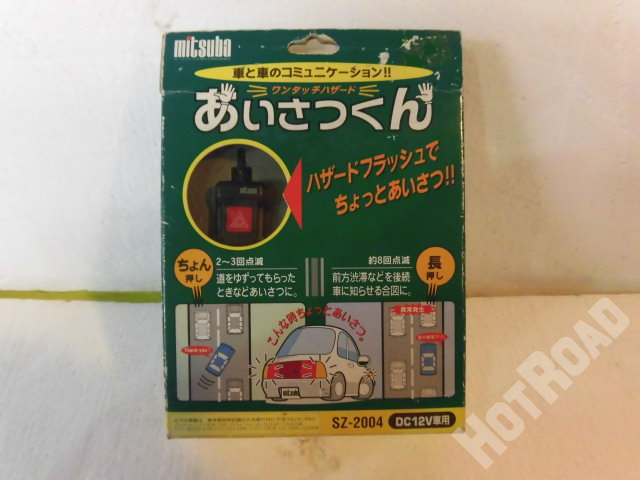 mitsuba
車と車のコミュニケーション!!
ワンタッチハザード
あいさつくん
mitsuba
ハザードフラッシュで
ちょっとあいさつ!!
ちょん
押し
2〜3回点滅
道をゆずってもらった
ときなどあいさつに。
約8回点滅
前方渋滞などを後続
車に知らせる合図に。
長
押し
こんな時ちょっとあいさつ。
Thank you!
異常発生
mitsuba
SZ-2004
DC12V車用
HOTROAD